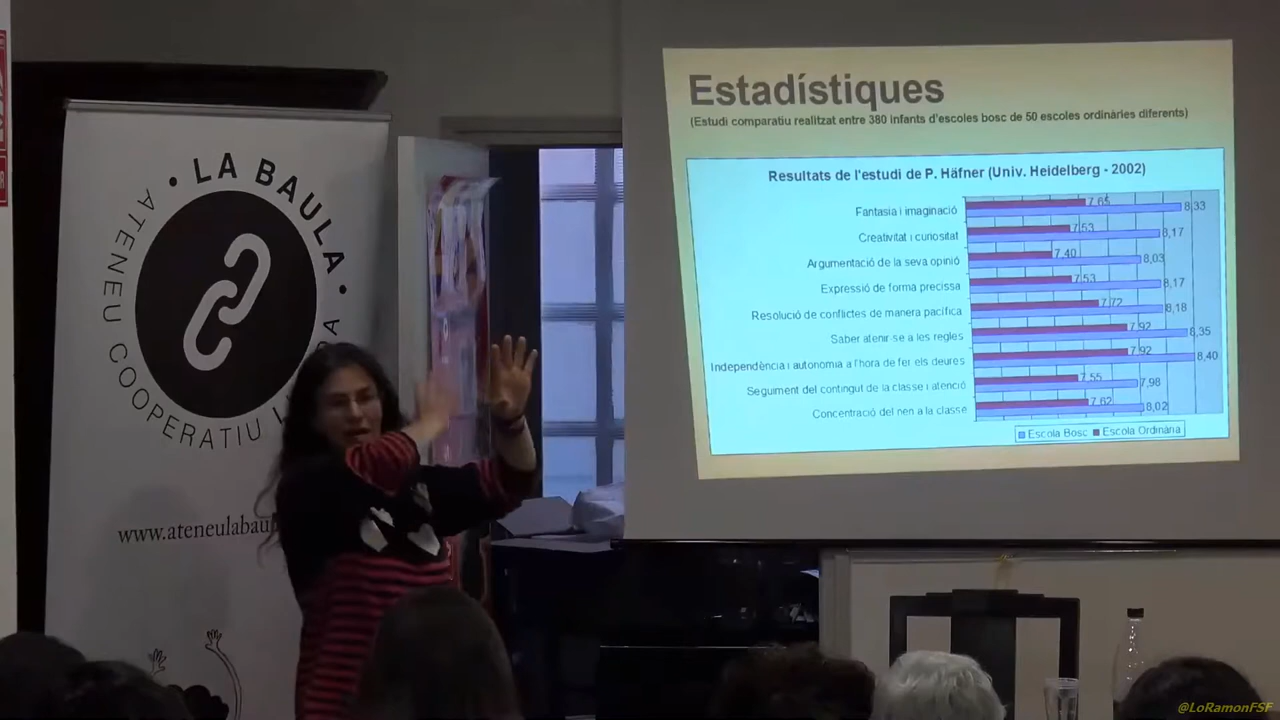 • LA BAULA •
ATENEU COOPERATIU
www.ateneulabau
Estadístiques
(Estudi comparatiu realitzat entre 380 infants d'escoles bosc de 50 escoles ordinàries diferents)
Resultats de l'estudi de P. Häfner (Univ. Heidelberg - 2002)
Fantasia i imaginació 7,65 8,33
Creativitat i curiositat 7,53 8,17
Argumentació de la seva opinió 7,40 8,03
Expressió de forma precissa 7,53 8,17
Resolució de conflictes de manera pacífica 7,72 8,18
Saber atenir-se a les regles 7,92 8,35
Independència i autonomia a l'hora de fer els deures 7,92 8,40
Seguiment del contingut de la classe i atenció 7,55 7,98
Concentració del nen a la classe 7,62 8,02
Escola Bosc Escola Ordinària
@LoRamonFSF